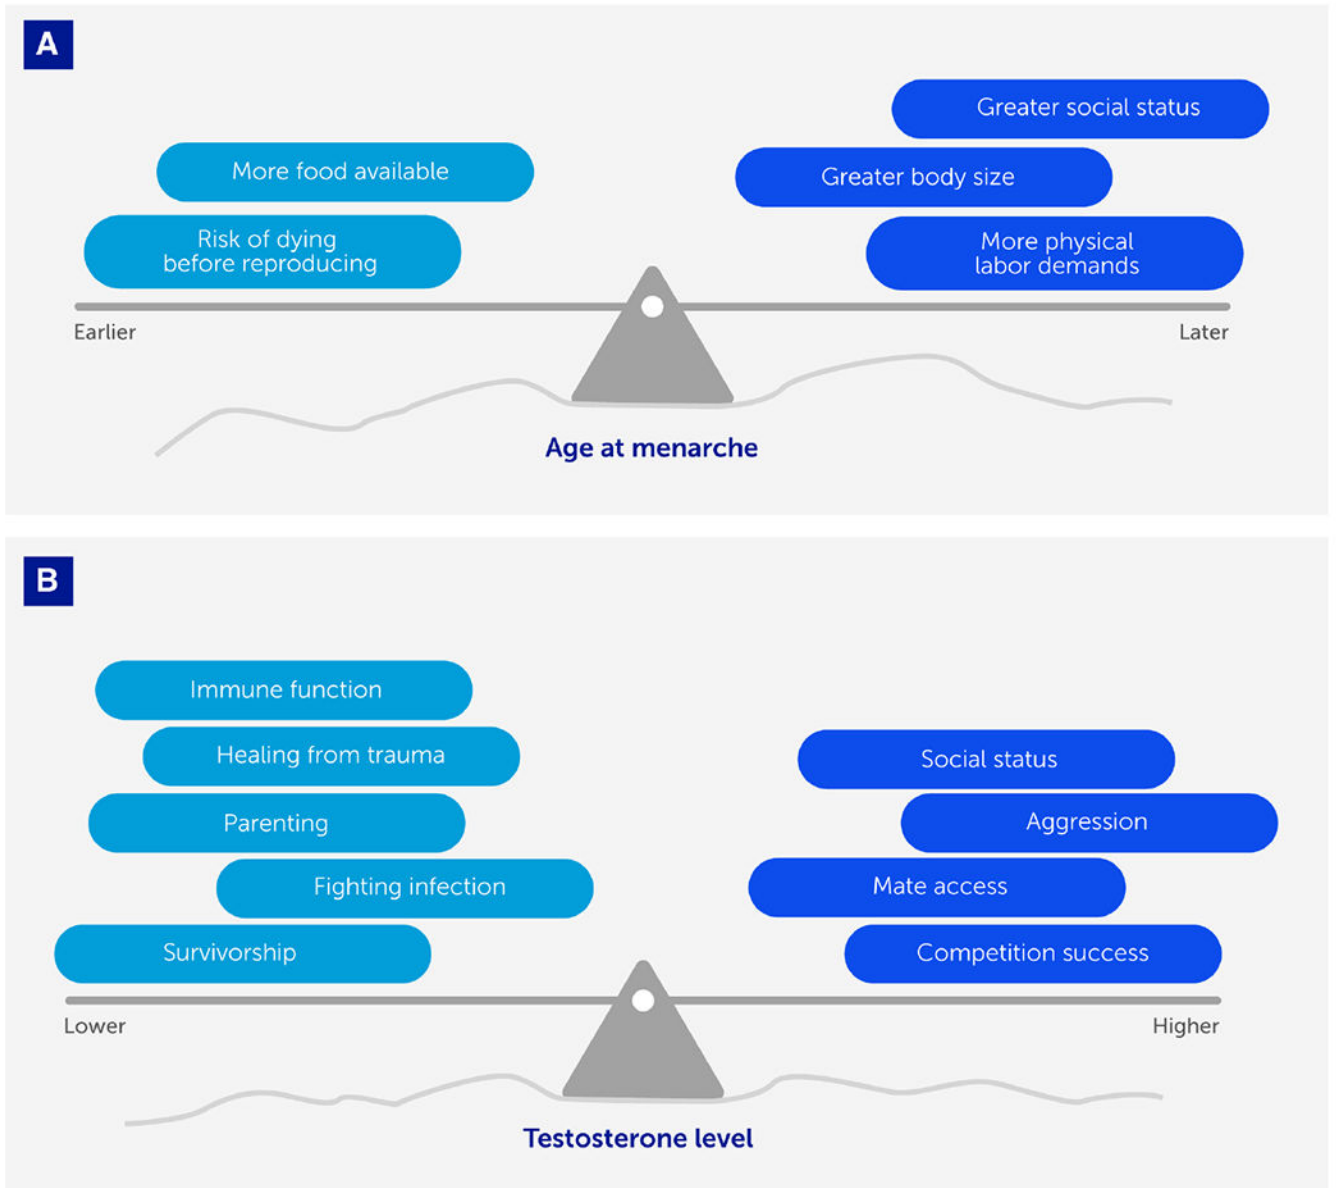 A
Greater social status
More food available
Greater body size
Risk of dying
before reproducing
More physical
labor demands
Earlier
Later
Age at menarche
B
Immune function
Healing from trauma
Social status
Parenting
Aggression
Fighting infection
Mate access
Survivorship
Competition success
Lower
Higher
Testosterone level